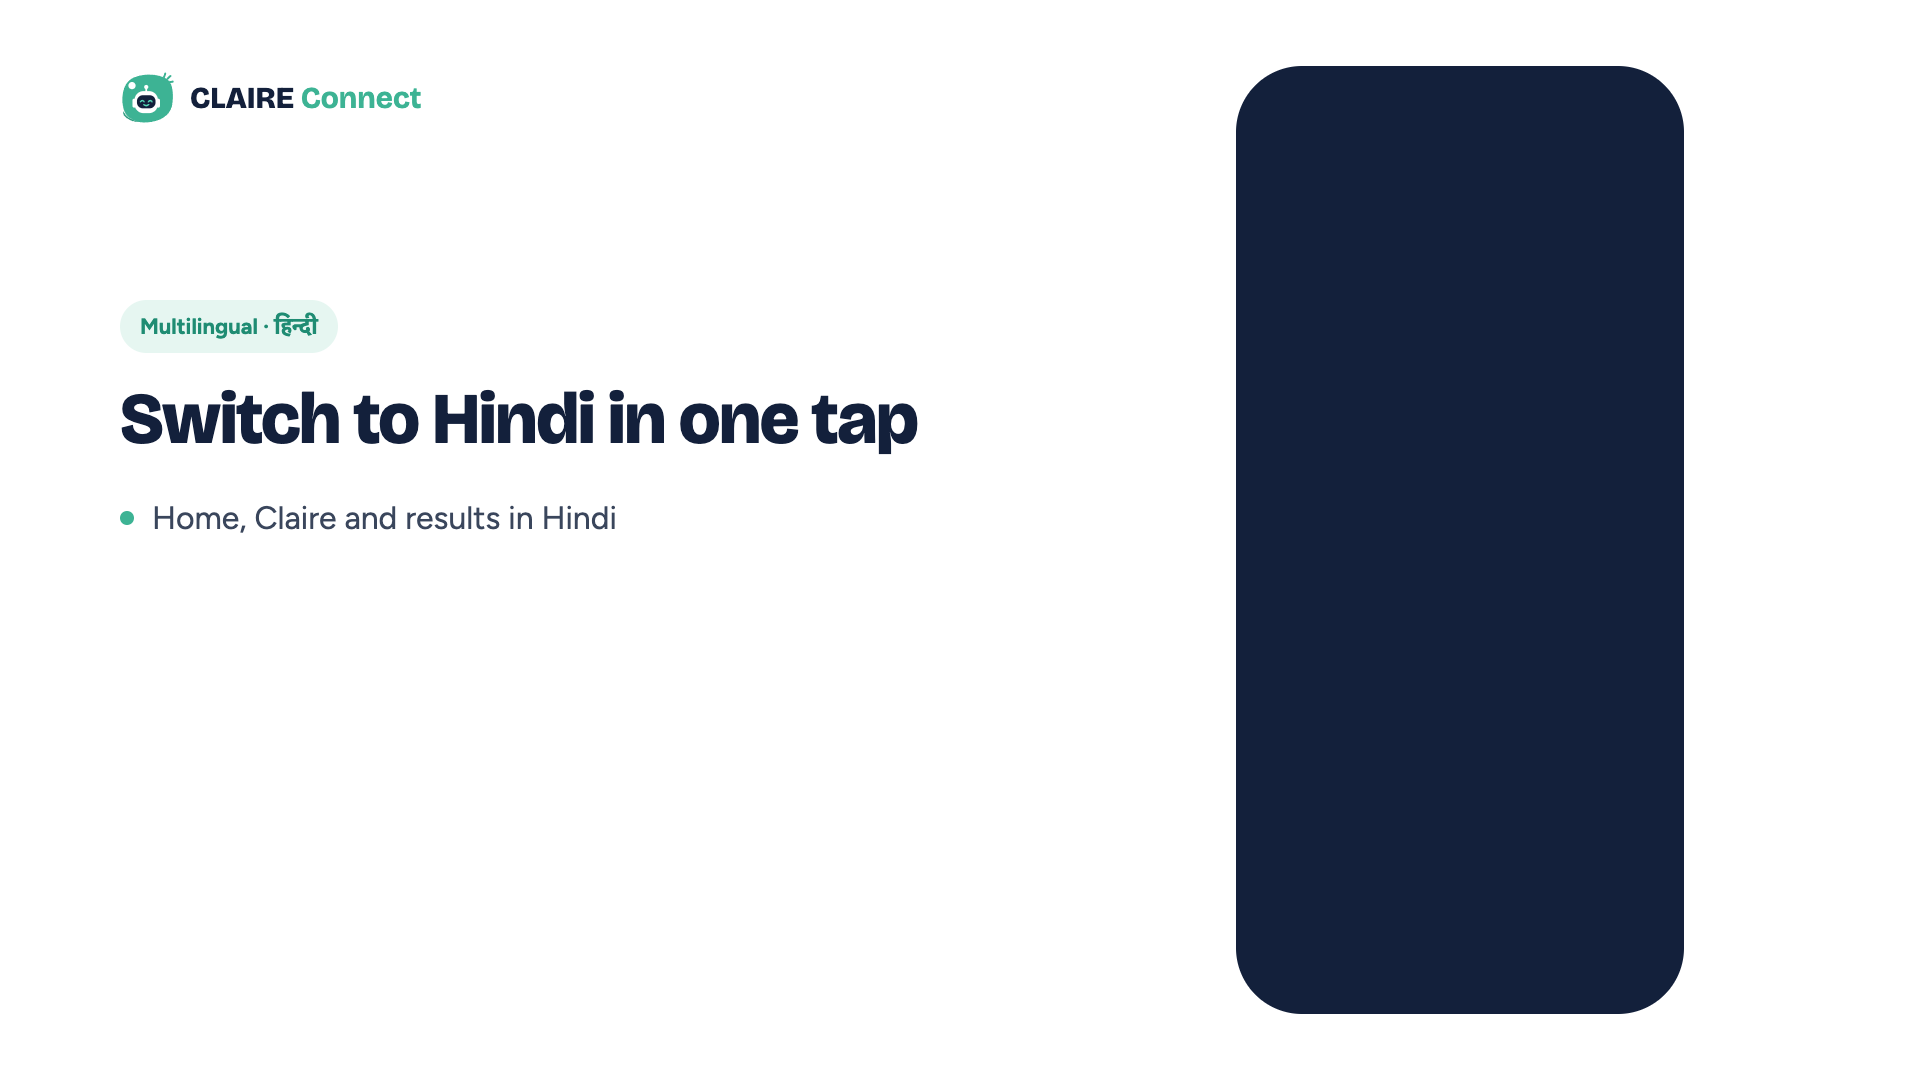 CLAIRE Connect
Multilingual · हिन्दी
Switch to Hindi in one tap
Home, Claire and results in Hindi